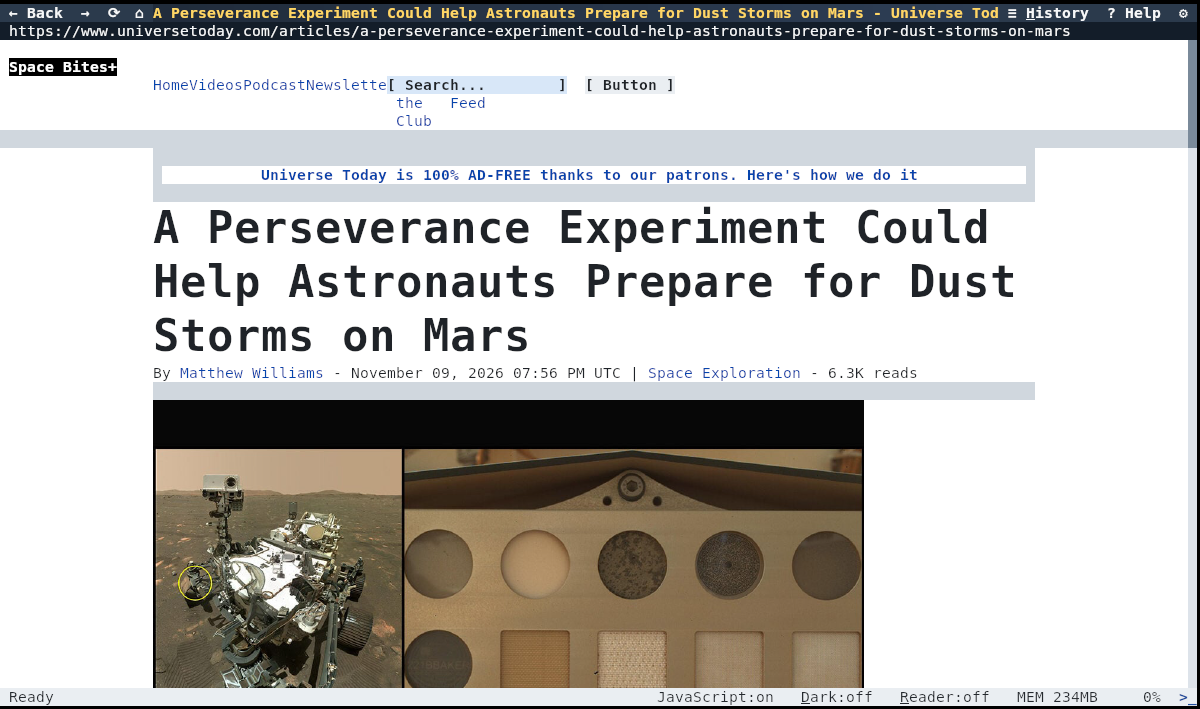 ← Back → ⟳ ⌂ A Perseverance Experiment Could Help Astronauts Prepare for Dust Storms on Mars - Universe Tod ≡ History ? Help ⚙
https://www.universetoday.com/articles/a-perseverance-experiment-could-help-astronauts-prepare-for-dust-storms-on-mars
Space Bites+
HomeVideosPodcastNewslette[ Search... ] [ Button ]
the Feed
Club
Universe Today is 100% AD-FREE thanks to our patrons. Here's how we do it
A Perseverance Experiment Could
Help Astronauts Prepare for Dust
Storms on Mars
By Matthew Williams - November 09, 2026 07:56 PM UTC | Space Exploration - 6.3K reads
221BBAKER
Ready JavaScript:on Dark:off Reader:off MEM 234MB 0% >_